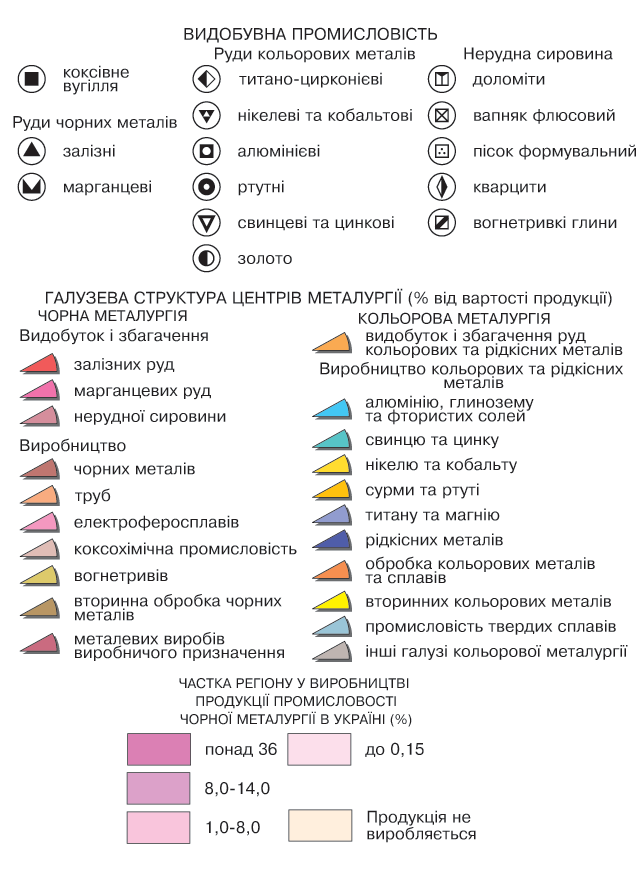 ВИДОБУВНА ПРОМИСЛОВІСТЬ
коксівне
вугілля
Руди чорних металів
залізні
марганцеві
Руди кольорових металів
титано-цирконієві
нікелеві та кобальтові
алюмінієві
ртутні
свинцеві та цинкові
золото
Нерудна сировина
доломіти
вапняк флюсовий
пісок формувальний
кварцити
вогнетривкі глини
ГАЛУЗЕВА СТРУКТУРА ЦЕНТРІВ МЕТАЛУРГІЇ (% від вартості продукції)
ЧОРНА МЕТАЛУРГІЯ
Видобуток і збагачення
залізних руд
марганцевих руд
нерудної сировини
Виробництво
чорних металів
труб
електроферосплавів
коксохімічна промисловість
вогнетривів
вторинна обробка чорних
металів
металевих виробів
виробничого призначення
КОЛЬОРОВА МЕТАЛУРГІЯ
видобуток і збагачення руд
кольорових та рідкісних металів
Виробництво кольорових та рідкісних
металів
алюмінію, глинозему
та фтористих солей
свинцю та цинку
нікелю та кобальту
сурми та ртуті
титану та магнію
рідкісних металів
обробка кольорових металів
та сплавів
вторинних кольорових металів
промисловість твердих сплавів
інші галузі кольорової металургії
ЧАСТКА РЕГІОНУ У ВИРОБНИЦТВІ
ПРОДУКЦІЇ ПРОМИСЛОВОСТІ
ЧОРНОЇ МЕТАЛУРГІЇ В УКРАЇНІ (%)
понад 36
8,0-14,0
1,0-8,0
до 0,15
Продукція не
виробляється